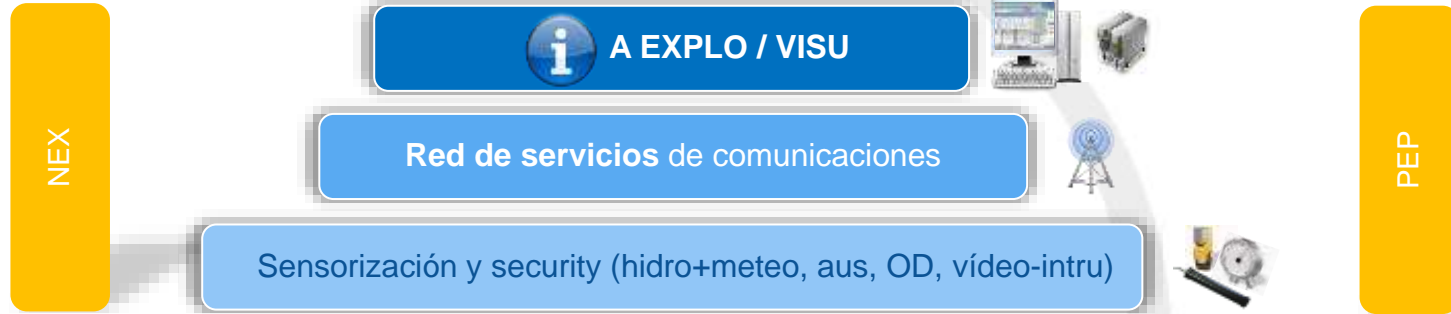 NEX
A EXPLO / VISU
Red de servicios de comunicaciones
Sensorización y security (hidro+meteo, aus, OD, vídeo-intru)
PEP